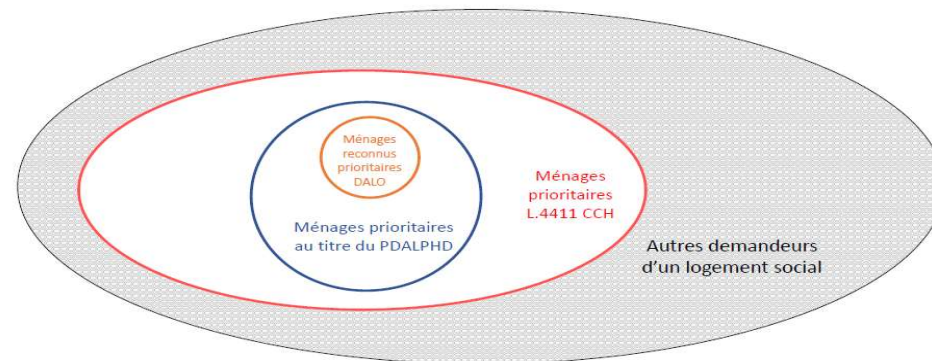 Ménages
reconnus
prioritaires
DALO
Ménages prioritaires
au titre du PDALPHD
Ménages
prioritaires
L.4411 CCH
Autres demandeurs
d’un logement social